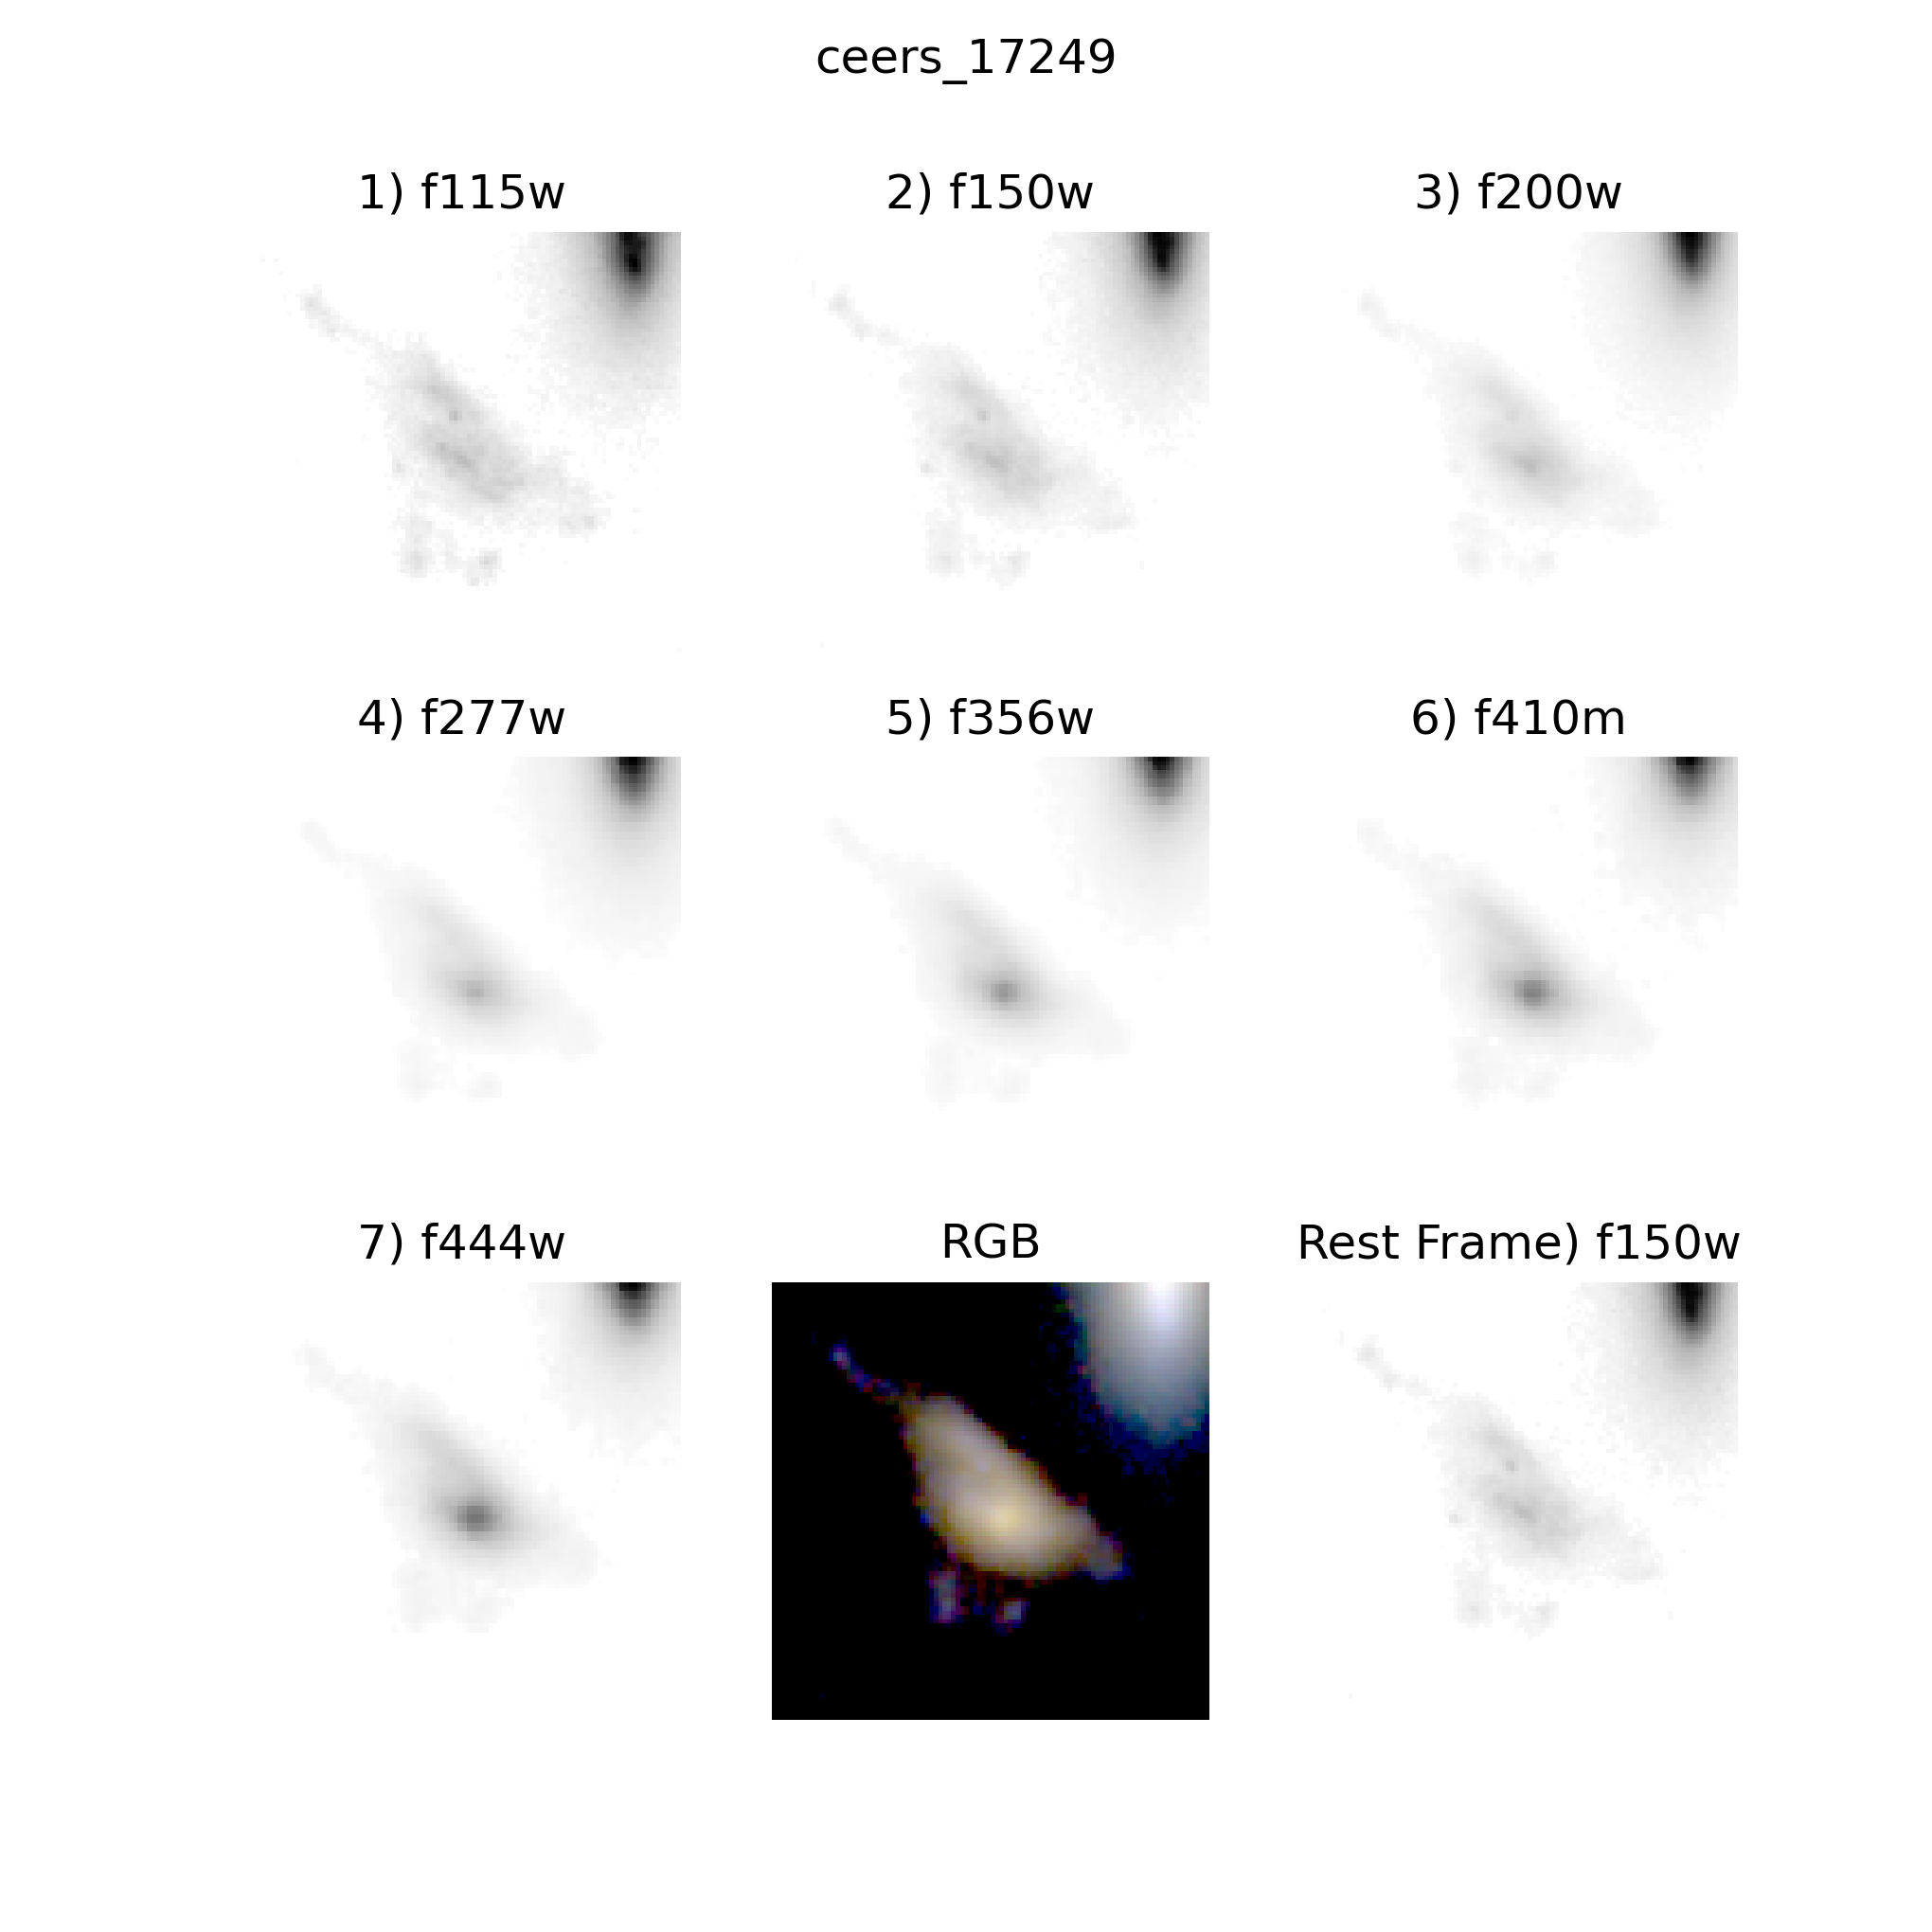 ceers_17249
1) f115w
2) f150w
3) f200w
4) f277w
5) f356w
6) f410m
7) f444w
RGB
Rest Frame) f150w